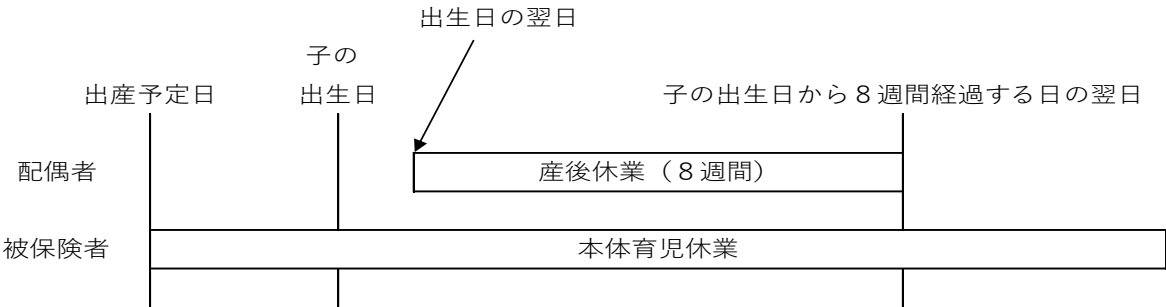 出生日の翌日
子の
出生日
出産予定日
子の出生日から８週間経過する日の翌日
配偶者
産後休業（８週間）
被保険者
本体育児休業